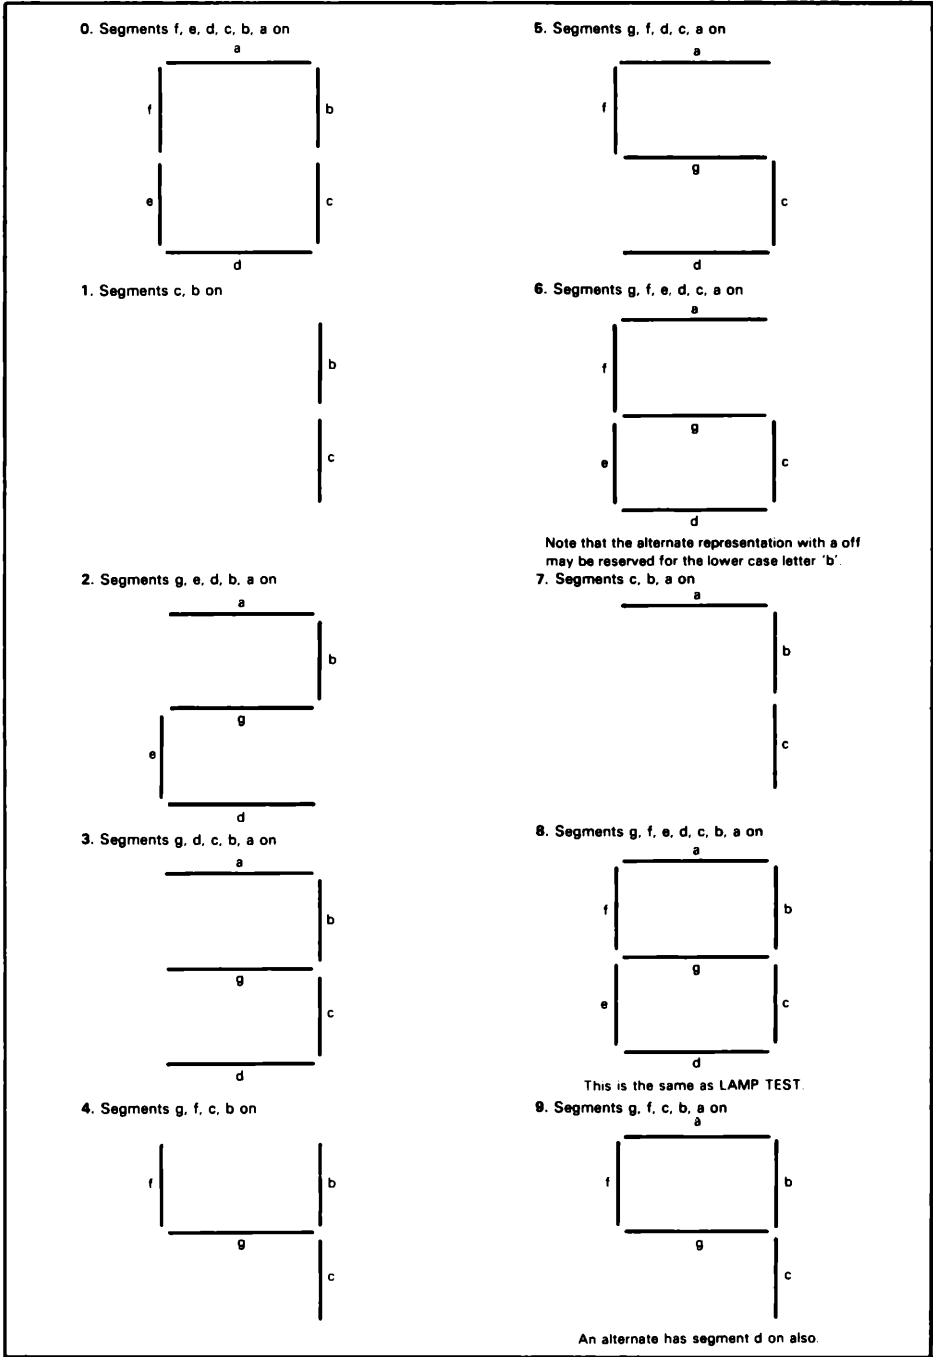 0. Segments f, e, d, c, b, a on
a
f
b
e
c
d
1. Segments c, b on
b
c
2. Segments g, e, d, b, a on
a
b
g
e
d
3. Segments g, d, c, b, a on
a
b
g
c
d
4. Segments g, f, c, b on
f
b
g
c
5. Segments g, f, d, c, a on
a
f
g
c
d
6. Segments g, f, e, d, c, a on
a
f
g
e
c
d
Note that the alternate representation with a off
may be reserved for the lower case letter 'b'.
7. Segments c, b, a on
a
b
c
8. Segments g, f, e, d, c, b, a on
a
f
b
g
e
c
d
This is the same as LAMP TEST.
9. Segments g, f, c, b, a on
a
f
b
g
c
An alternate has segment d on also.